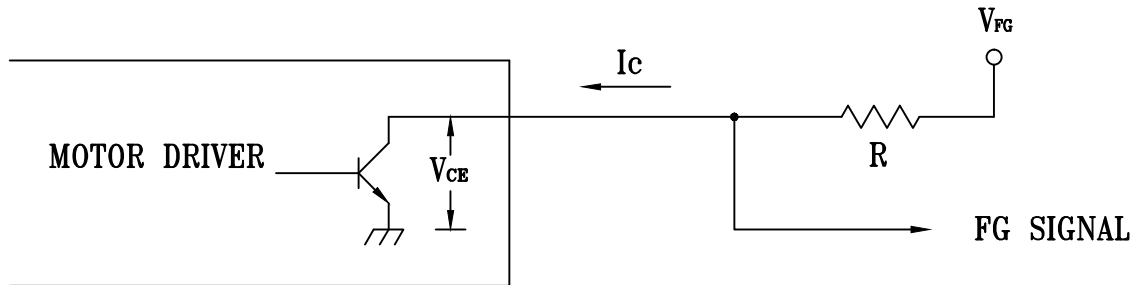 VFG
Ic
MOTOR DRIVER
VCE
R
FG SIGNAL